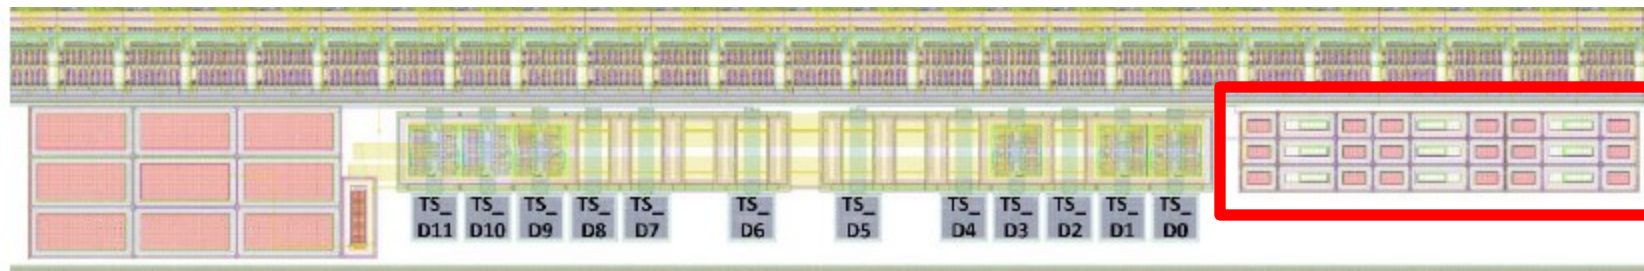 TS_
D11
TS_
D10
TS_
D9
TS_
D8
TS_
D7
TS_
D6
TS_
D5
TS_
D4
TS_
D3
TS_
D2
TS_
D1
TS_
D0